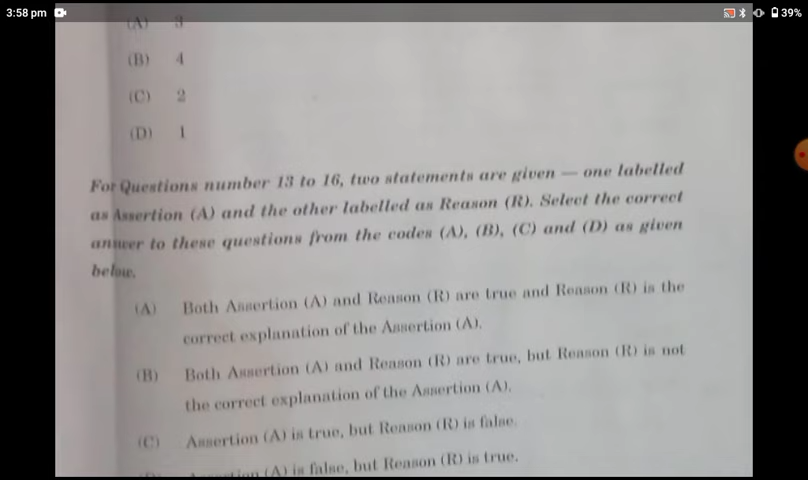 3:58 pm
39%
(A) 3
(B) 4
(C) 2
(D) 1
For Questions number 13 to 16, two statements are given — one labelled
as Assertion (A) and the other labelled as Reason (R). Select the correct
answer to these questions from the codes (A), (B), (C) and (D) as given
below.
(A) Both Assertion (A) and Reason (R) are true and Reason (R) is the
correct explanation of the Assertion (A).
(B) Both Assertion (A) and Reason (R) are true, but Reason (R) is not
the correct explanation of the Assertion (A).
(C) Assertion (A) is true, but Reason (R) is false.
(D) Assertion (A) is false, but Reason (R) is true.